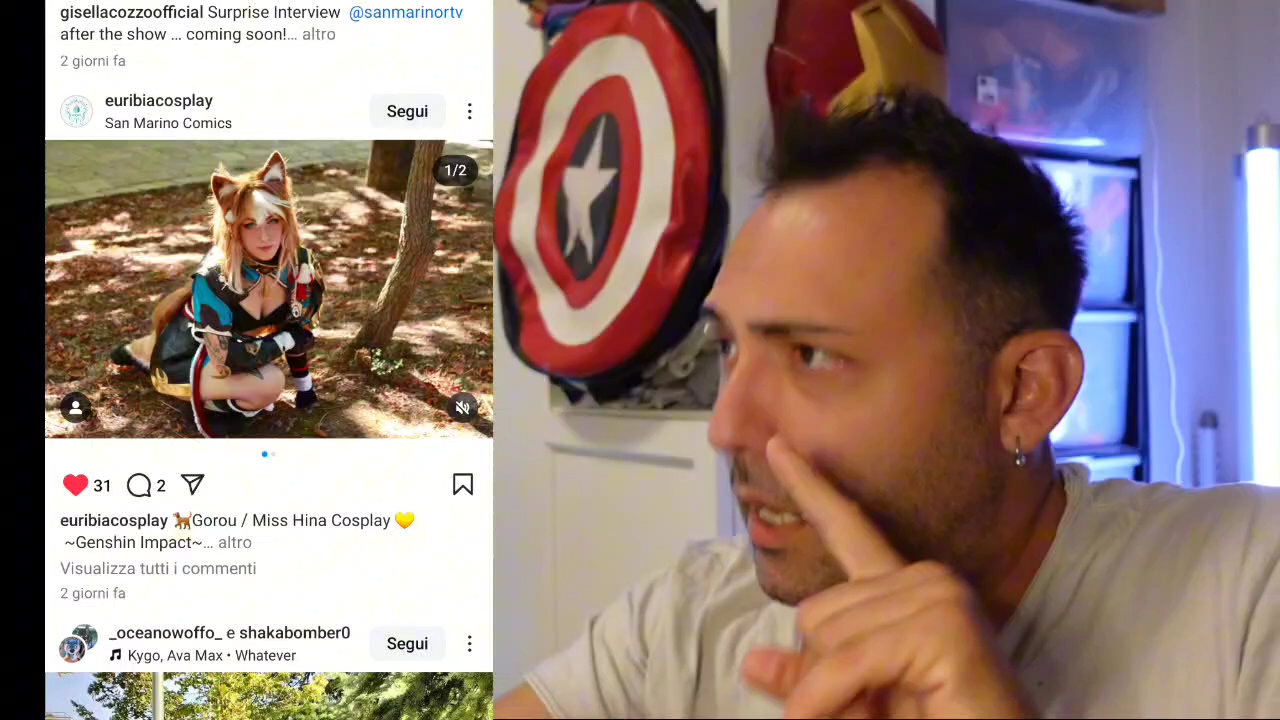 gisellacozzoofficial Surprise Interview @sanmarinortv
after the show ... coming soon!... altro
2 giorni fa
euribiacosplay
San Marino Comics
Segui
1/2
31
2
euribiacosplay 🐕Gorou / Miss Hina Cosplay 💛
~Genshin Impact~... altro
Visualizza tutti i commenti
2 giorni fa
_oceanowoffo_ e shakabomber0
Kygo, Ava Max • Whatever
Segui